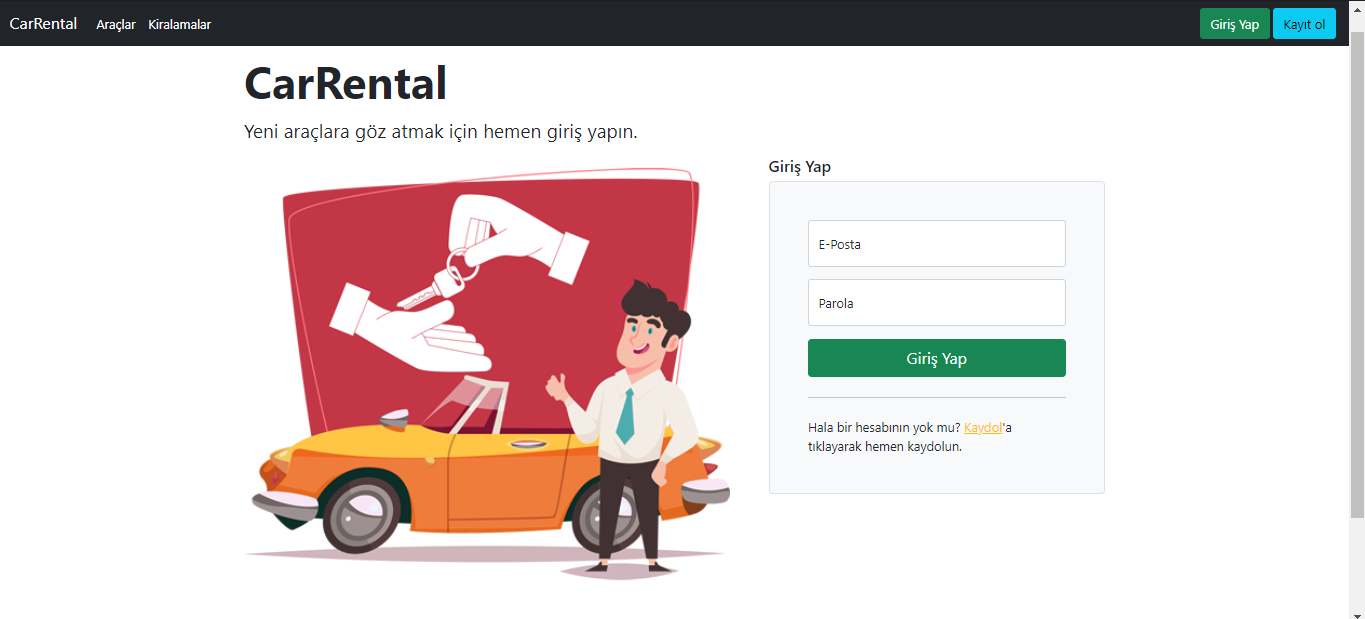 CarRental Araçlar Kiralamalar Giriş Yap Kayıt ol
CarRental
Yeni araçlara göz atmak için hemen giriş yapın.
Giriş Yap
E-Posta
Parola
Giriş Yap
Hala bir hesabının yok mu? Kaydol'a
tıklayarak hemen kaydolun.